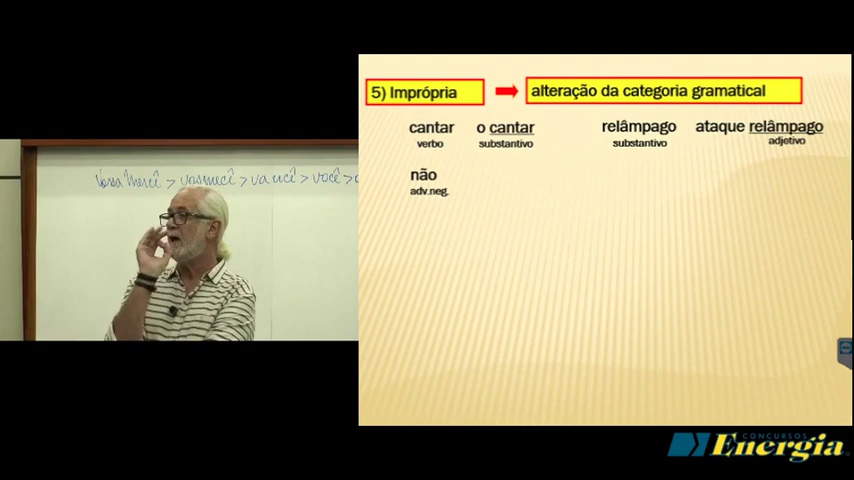 Vossa Mercê > vosmecê > vancê > você > c
5) Imprópria
alteração da categoria gramatical
cantar o cantar relâmpago ataque relâmpago
verbo substantivo substantivo adjetivo
não
adv.neg.
CONCURSOS
Energia